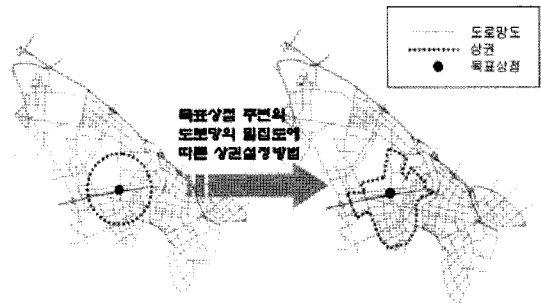 도로망도
상권
목표상점
목표상점 주변의
도로망의 밀집도에
따른 상권설정방법